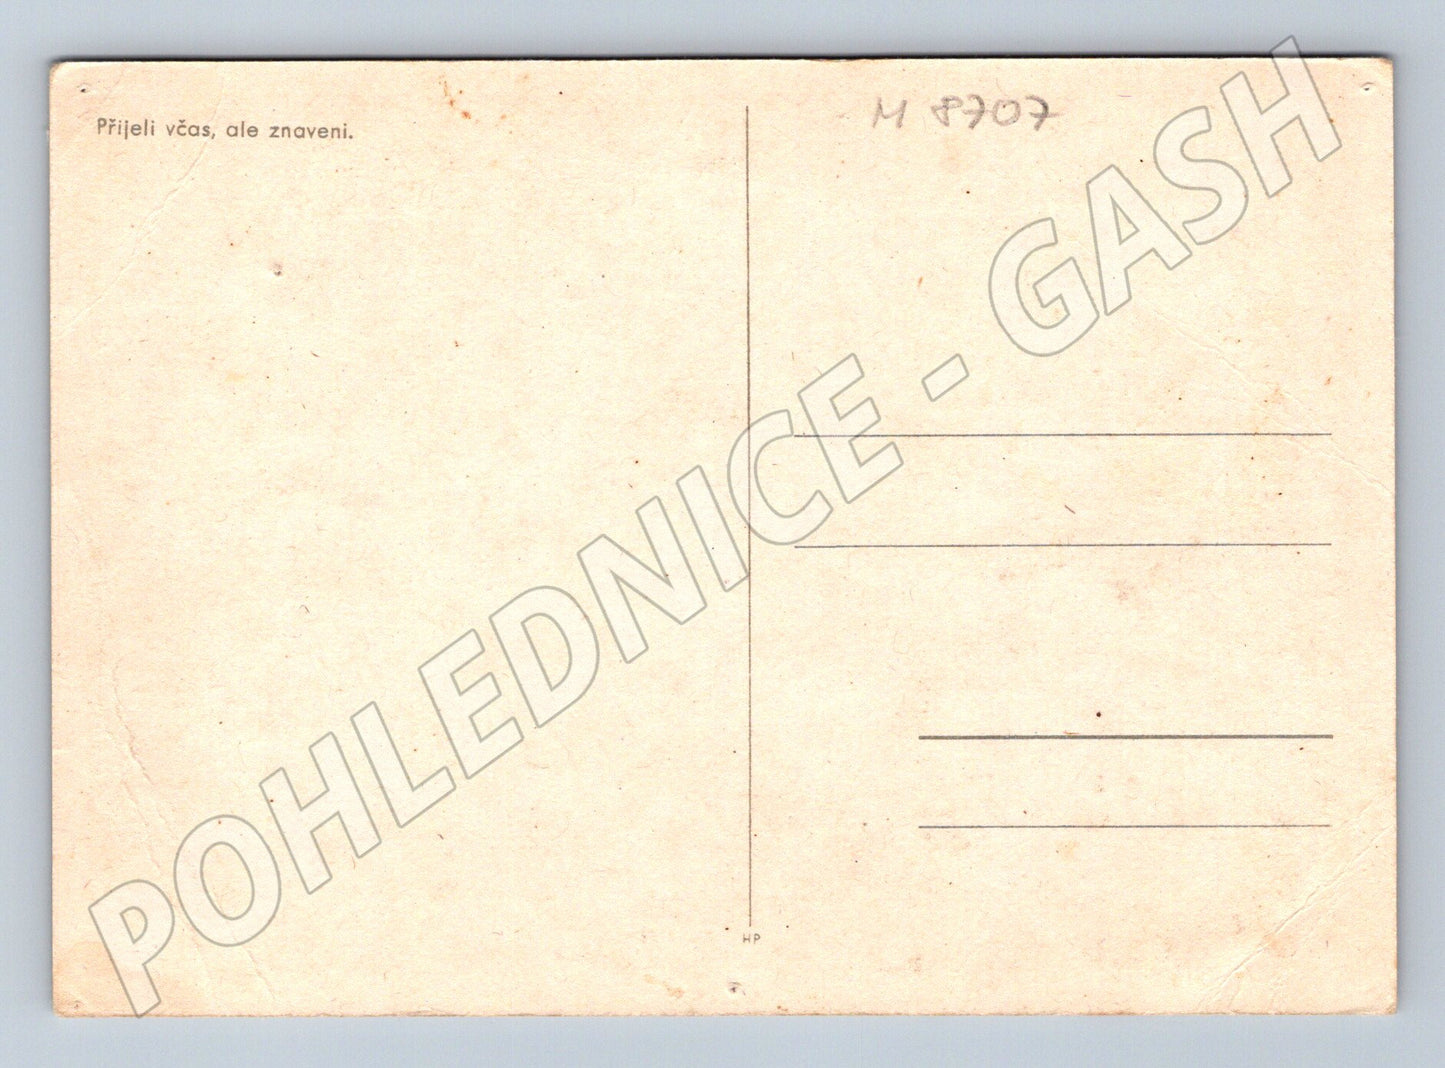 Přijeli včas, ale znaveni.
M 8707
POHLEDNICE - GASH
HP